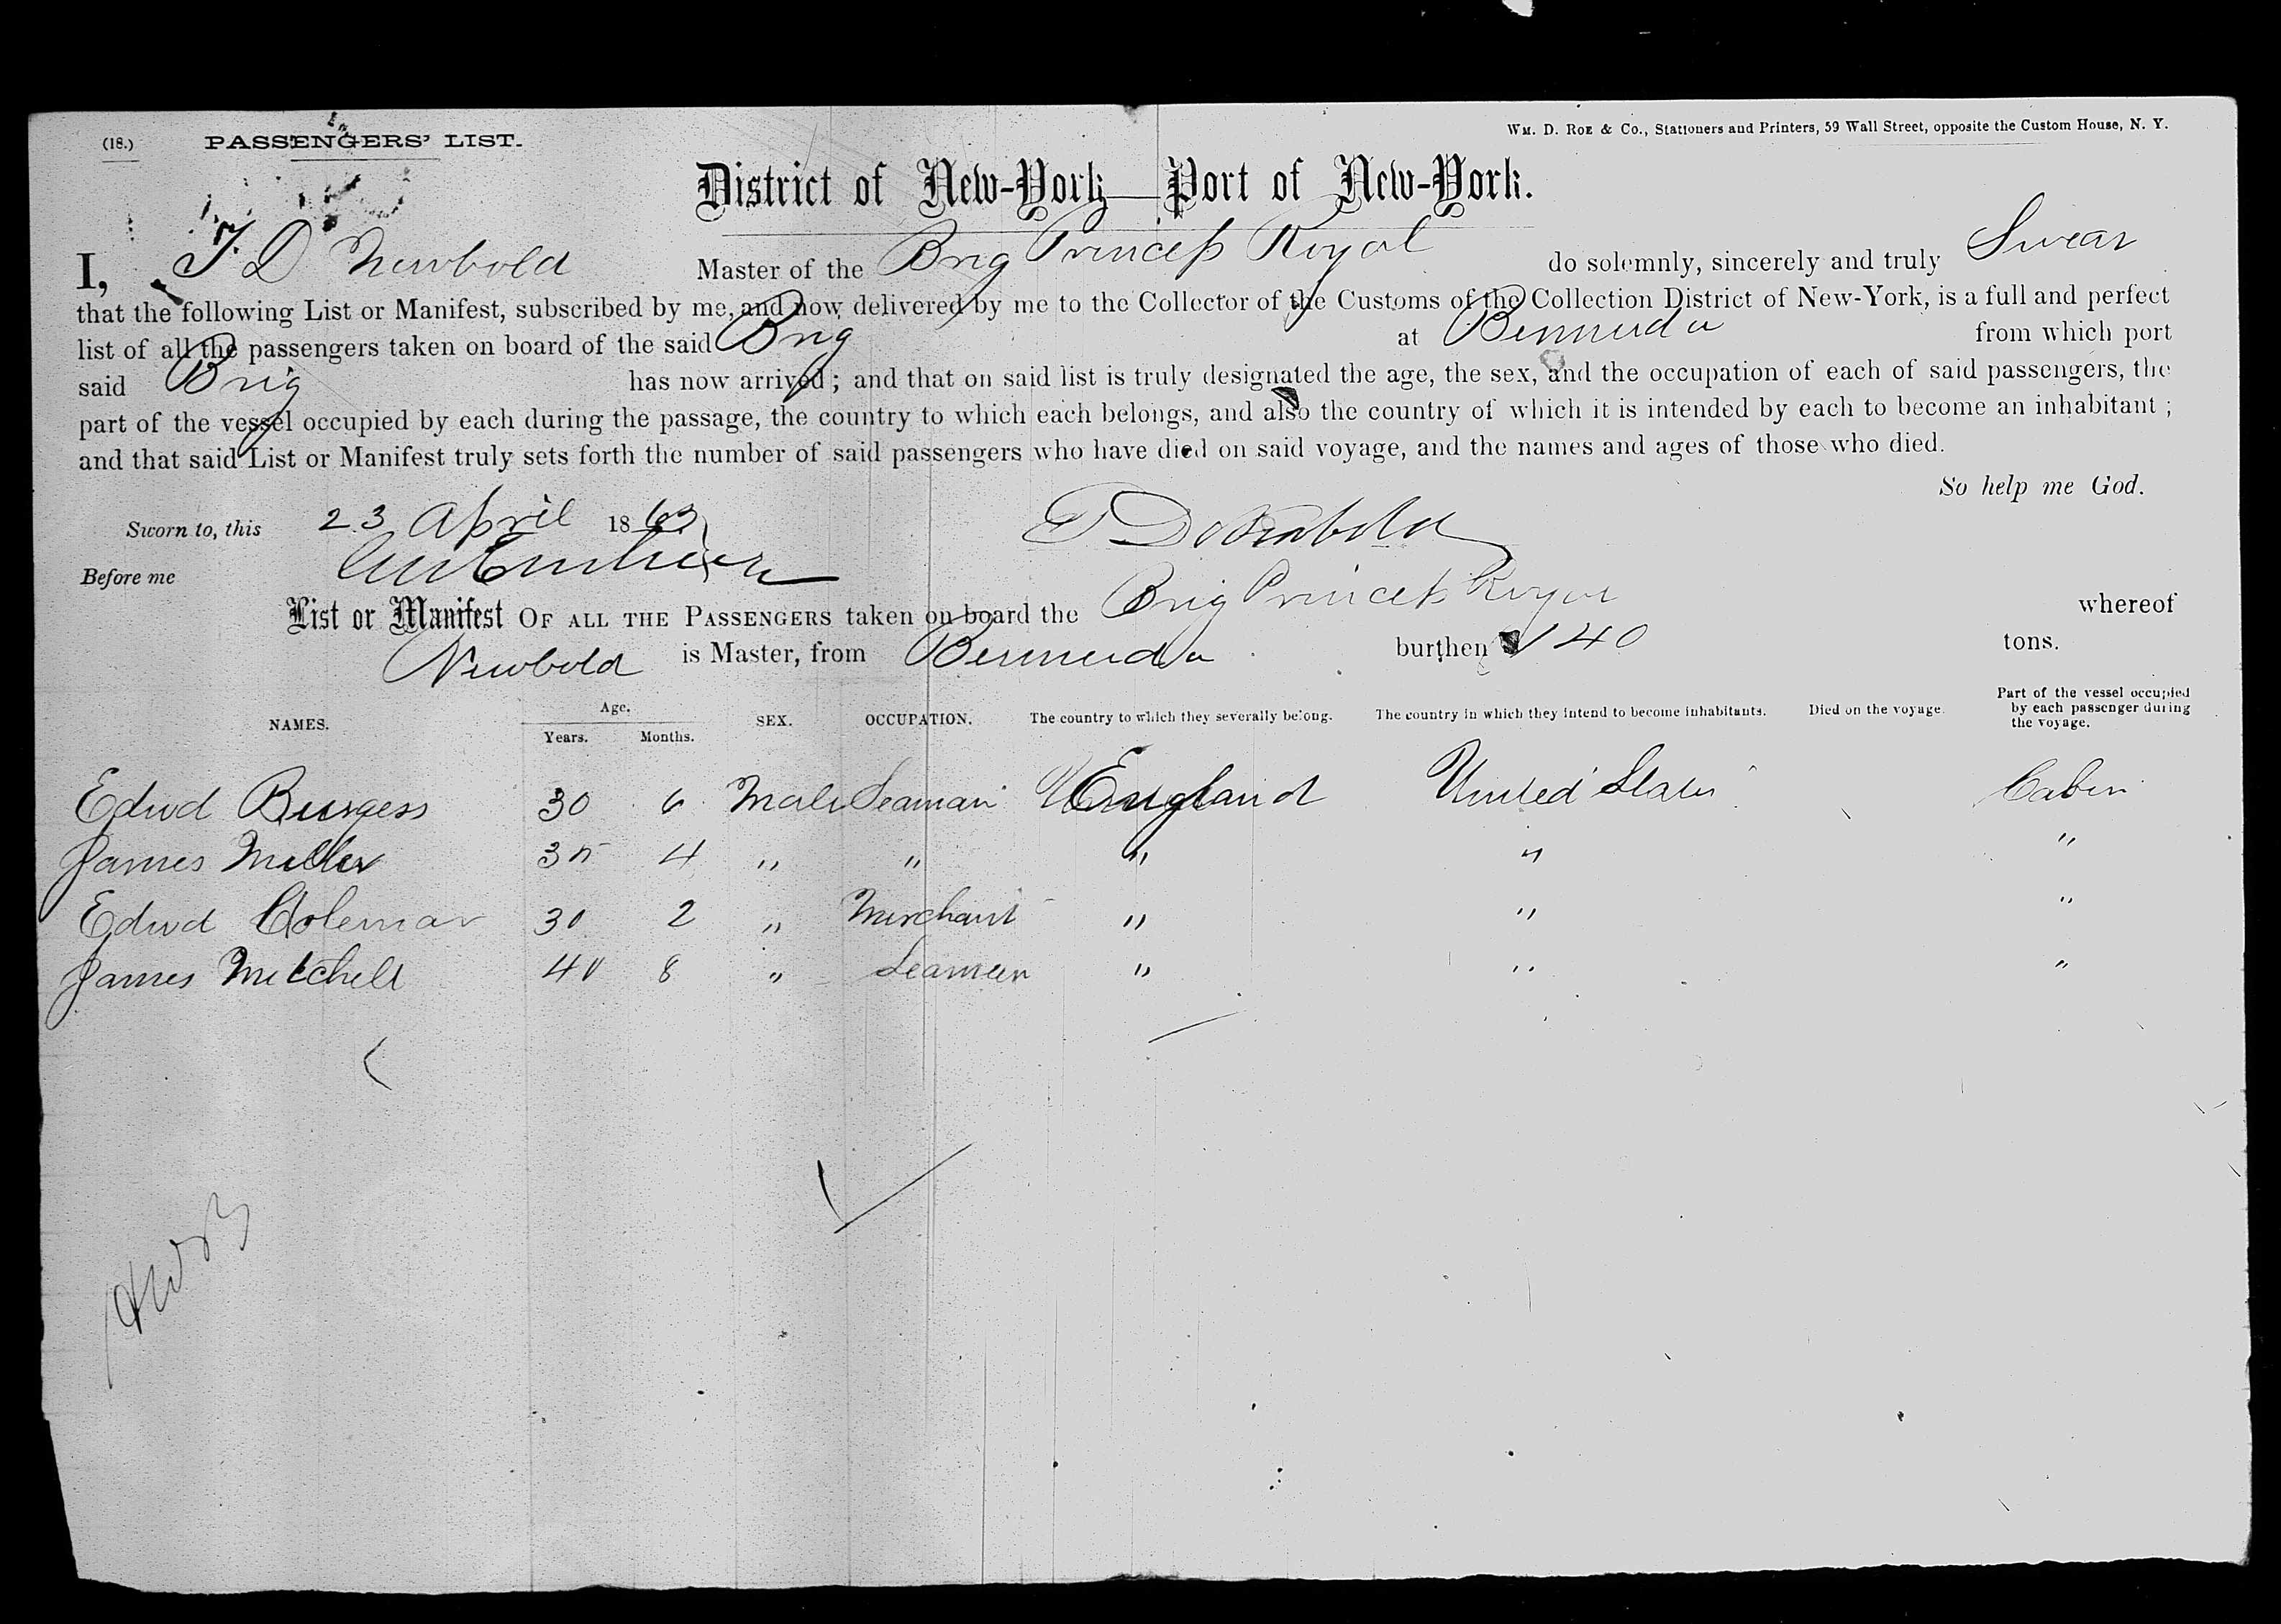 (18.) PASSENGERS' LIST.
WM. D. ROE & CO., Stationers and Printers, 59 Wall Street, opposite the Custom House, N. Y.
District of New-York—Port of New-York.
I, T. D Newbold Master of the Brig Princess Royal do solemnly, sincerely and truly Swear
that the following List or Manifest, subscribed by me, and now delivered by me to the Collector of the Customs of the Collection District of New-York, is a full and perfect
list of all the passengers taken on board of the said Brig at Bermuda from which port
said Brig has now arrived; and that on said list is truly designated the age, the sex, and the occupation of each of said passengers, the
part of the vessel occupied by each during the passage, the country to which each belongs, and also the country of which it is intended by each to become an inhabitant;
and that said List or Manifest truly sets forth the number of said passengers who have died on said voyage, and the names and ages of those who died.
So help me God.
Sworn to, this 23 April 1863
Before me
List or Manifest OF ALL THE PASSENGERS taken on board the Brig Princess Royal whereof
Newbold is Master, from Bermuda burthen 140 tons.
NAMES. Age. Years. Months. SEX. OCCUPATION. The country to which they severally belong. The country in which they intend to become inhabitants. Died on the voyage. Part of the vessel occupied by each passenger during the voyage.
Edwd Burgess 30 6 Male Seaman England United States Cabin
James Miller 35 4 " " " " "
Edwd Coleman 30 2 " Merchant " " "
James Mitchell 40 8 " Seaman " " "